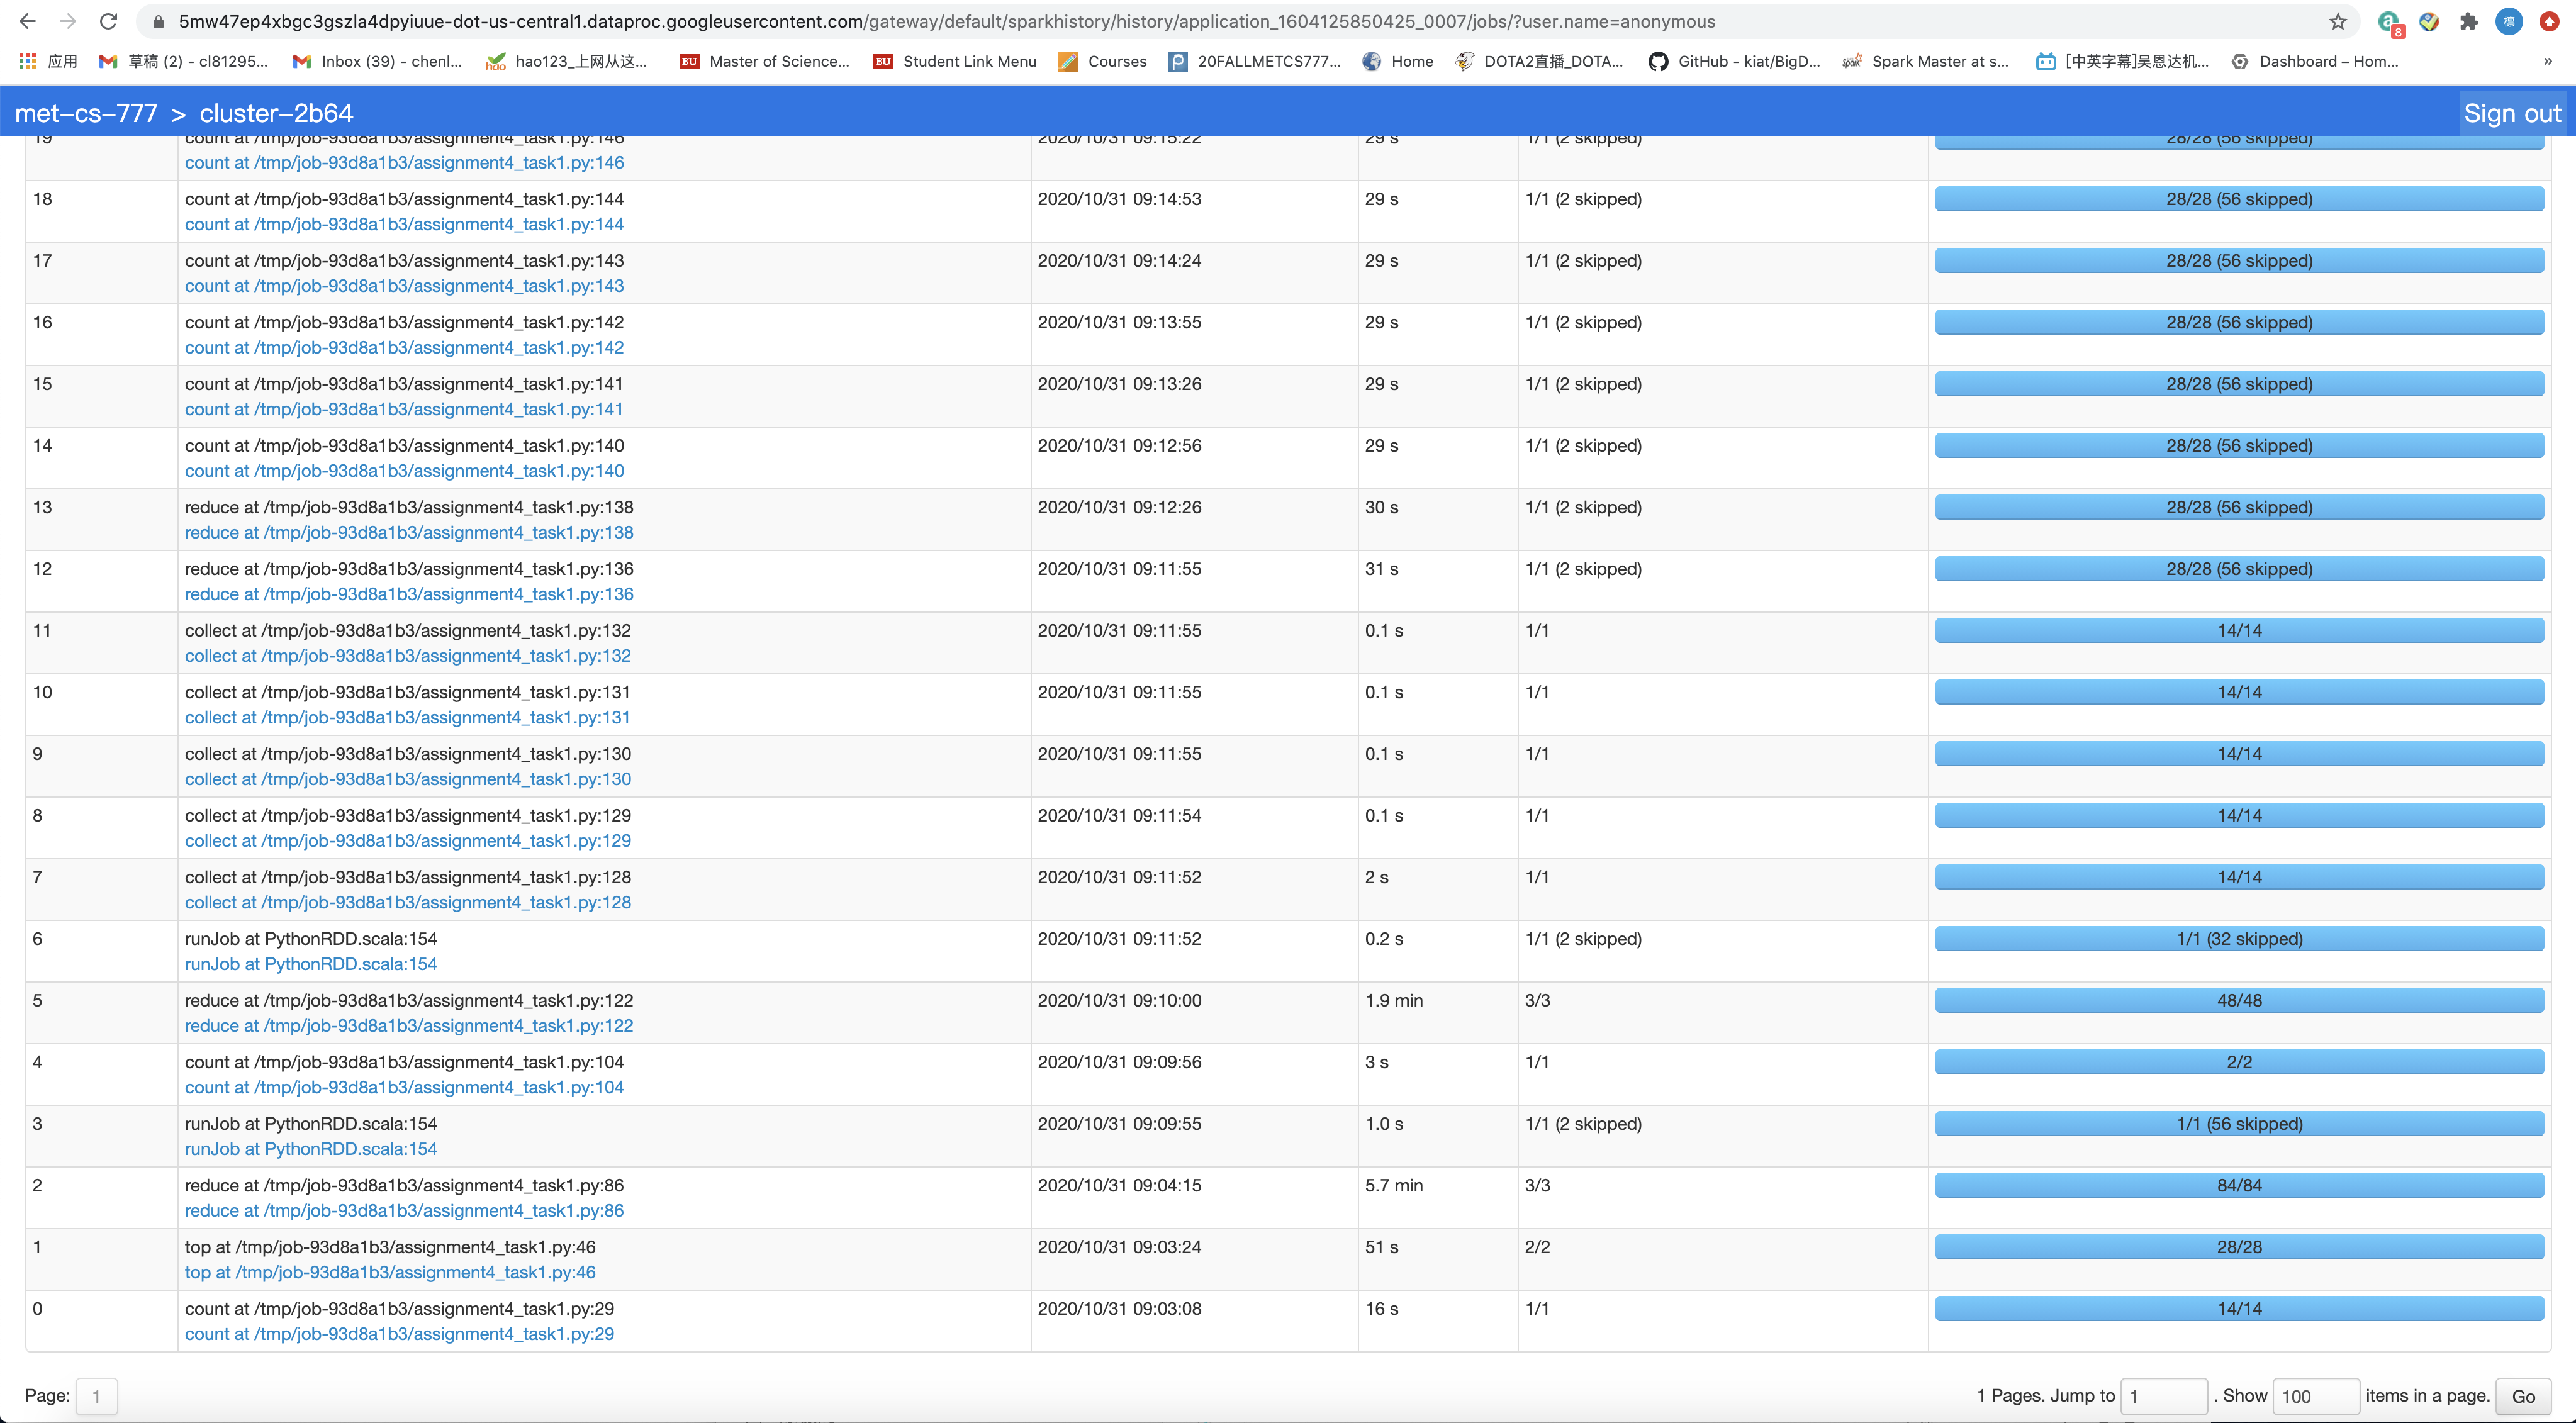 5mw47ep4xbgc3gszla4dpyiuue-dot-us-central1.dataproc.googleusercontent.com/gateway/default/sparkhistory/history/application_1604125850425_0007/jobs/?user.name=anonymous
8 檩
应用 草稿 (2) - cl81295... Inbox (39) - chenl... hao hao123_上网从这... BU Master of Science... BU Student Link Menu Courses 20FALLMETCS777... Home DOTA2直播_DOTA... GitHub - kiat/BigD... Spark Master at s... [中英字幕]吴恩达机... Dashboard – Hom... »
met-cs-777 > cluster-2b64 Sign out
19 count at /tmp/job-93d8a1b3/assignment4_task1.py:146 2020/10/31 09:15:22 29 s 1/1 (2 skipped) 28/28 (56 skipped)
count at /tmp/job-93d8a1b3/assignment4_task1.py:146
18 count at /tmp/job-93d8a1b3/assignment4_task1.py:144 2020/10/31 09:14:53 29 s 1/1 (2 skipped) 28/28 (56 skipped)
count at /tmp/job-93d8a1b3/assignment4_task1.py:144
17 count at /tmp/job-93d8a1b3/assignment4_task1.py:143 2020/10/31 09:14:24 29 s 1/1 (2 skipped) 28/28 (56 skipped)
count at /tmp/job-93d8a1b3/assignment4_task1.py:143
16 count at /tmp/job-93d8a1b3/assignment4_task1.py:142 2020/10/31 09:13:55 29 s 1/1 (2 skipped) 28/28 (56 skipped)
count at /tmp/job-93d8a1b3/assignment4_task1.py:142
15 count at /tmp/job-93d8a1b3/assignment4_task1.py:141 2020/10/31 09:13:26 29 s 1/1 (2 skipped) 28/28 (56 skipped)
count at /tmp/job-93d8a1b3/assignment4_task1.py:141
14 count at /tmp/job-93d8a1b3/assignment4_task1.py:140 2020/10/31 09:12:56 29 s 1/1 (2 skipped) 28/28 (56 skipped)
count at /tmp/job-93d8a1b3/assignment4_task1.py:140
13 reduce at /tmp/job-93d8a1b3/assignment4_task1.py:138 2020/10/31 09:12:26 30 s 1/1 (2 skipped) 28/28 (56 skipped)
reduce at /tmp/job-93d8a1b3/assignment4_task1.py:138
12 reduce at /tmp/job-93d8a1b3/assignment4_task1.py:136 2020/10/31 09:11:55 31 s 1/1 (2 skipped) 28/28 (56 skipped)
reduce at /tmp/job-93d8a1b3/assignment4_task1.py:136
11 collect at /tmp/job-93d8a1b3/assignment4_task1.py:132 2020/10/31 09:11:55 0.1 s 1/1 14/14
collect at /tmp/job-93d8a1b3/assignment4_task1.py:132
10 collect at /tmp/job-93d8a1b3/assignment4_task1.py:131 2020/10/31 09:11:55 0.1 s 1/1 14/14
collect at /tmp/job-93d8a1b3/assignment4_task1.py:131
9 collect at /tmp/job-93d8a1b3/assignment4_task1.py:130 2020/10/31 09:11:55 0.1 s 1/1 14/14
collect at /tmp/job-93d8a1b3/assignment4_task1.py:130
8 collect at /tmp/job-93d8a1b3/assignment4_task1.py:129 2020/10/31 09:11:54 0.1 s 1/1 14/14
collect at /tmp/job-93d8a1b3/assignment4_task1.py:129
7 collect at /tmp/job-93d8a1b3/assignment4_task1.py:128 2020/10/31 09:11:52 2 s 1/1 14/14
collect at /tmp/job-93d8a1b3/assignment4_task1.py:128
6 runJob at PythonRDD.scala:154 2020/10/31 09:11:52 0.2 s 1/1 (2 skipped) 1/1 (32 skipped)
runJob at PythonRDD.scala:154
5 reduce at /tmp/job-93d8a1b3/assignment4_task1.py:122 2020/10/31 09:10:00 1.9 min 3/3 48/48
reduce at /tmp/job-93d8a1b3/assignment4_task1.py:122
4 count at /tmp/job-93d8a1b3/assignment4_task1.py:104 2020/10/31 09:09:56 3 s 1/1 2/2
count at /tmp/job-93d8a1b3/assignment4_task1.py:104
3 runJob at PythonRDD.scala:154 2020/10/31 09:09:55 1.0 s 1/1 (2 skipped) 1/1 (56 skipped)
runJob at PythonRDD.scala:154
2 reduce at /tmp/job-93d8a1b3/assignment4_task1.py:86 2020/10/31 09:04:15 5.7 min 3/3 84/84
reduce at /tmp/job-93d8a1b3/assignment4_task1.py:86
1 top at /tmp/job-93d8a1b3/assignment4_task1.py:46 2020/10/31 09:03:24 51 s 2/2 28/28
top at /tmp/job-93d8a1b3/assignment4_task1.py:46
0 count at /tmp/job-93d8a1b3/assignment4_task1.py:29 2020/10/31 09:03:08 16 s 1/1 14/14
count at /tmp/job-93d8a1b3/assignment4_task1.py:29
Page: 1 1 Pages. Jump to 1 . Show 100 items in a page. Go